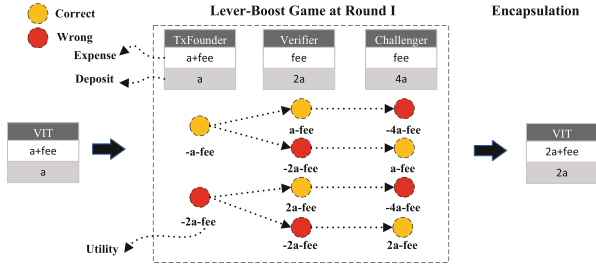 Correct
Wrong
Lever-Boost Game at Round I
Encapsulation
Expense
Deposit
TxFounder
a+fee
a
Verifier
fee
2a
Challenger
fee
4a
VIT
a+fee
a
-a-fee
a-fee
-4a-fee
-2a-fee
a-fee
-2a-fee
2a-fee
-4a-fee
-2a-fee
2a-fee
Utility
VIT
2a+fee
2a